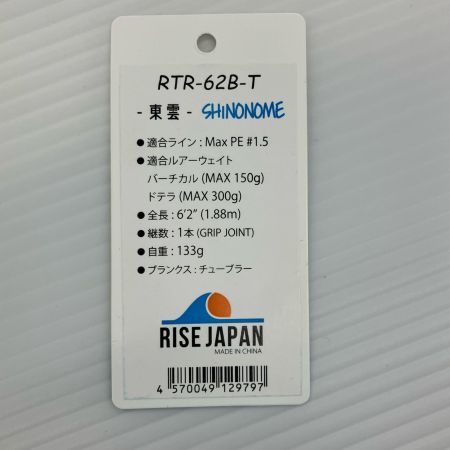 RTR-62B-T
- 東雲 - SHINONOME
● 適合ライン : Max PE #1.5
● 適合ルアーウェイト
バーチカル (MAX 150g)
ドテラ (MAX 300g)
● 全長 : 6'2" (1.88m)
● 継数 : 1本 (GRIP JOINT)
● 自重 : 133g
● ブランクス : チューブラー
RISE JAPAN
MADE IN CHINA
4 570049 129797